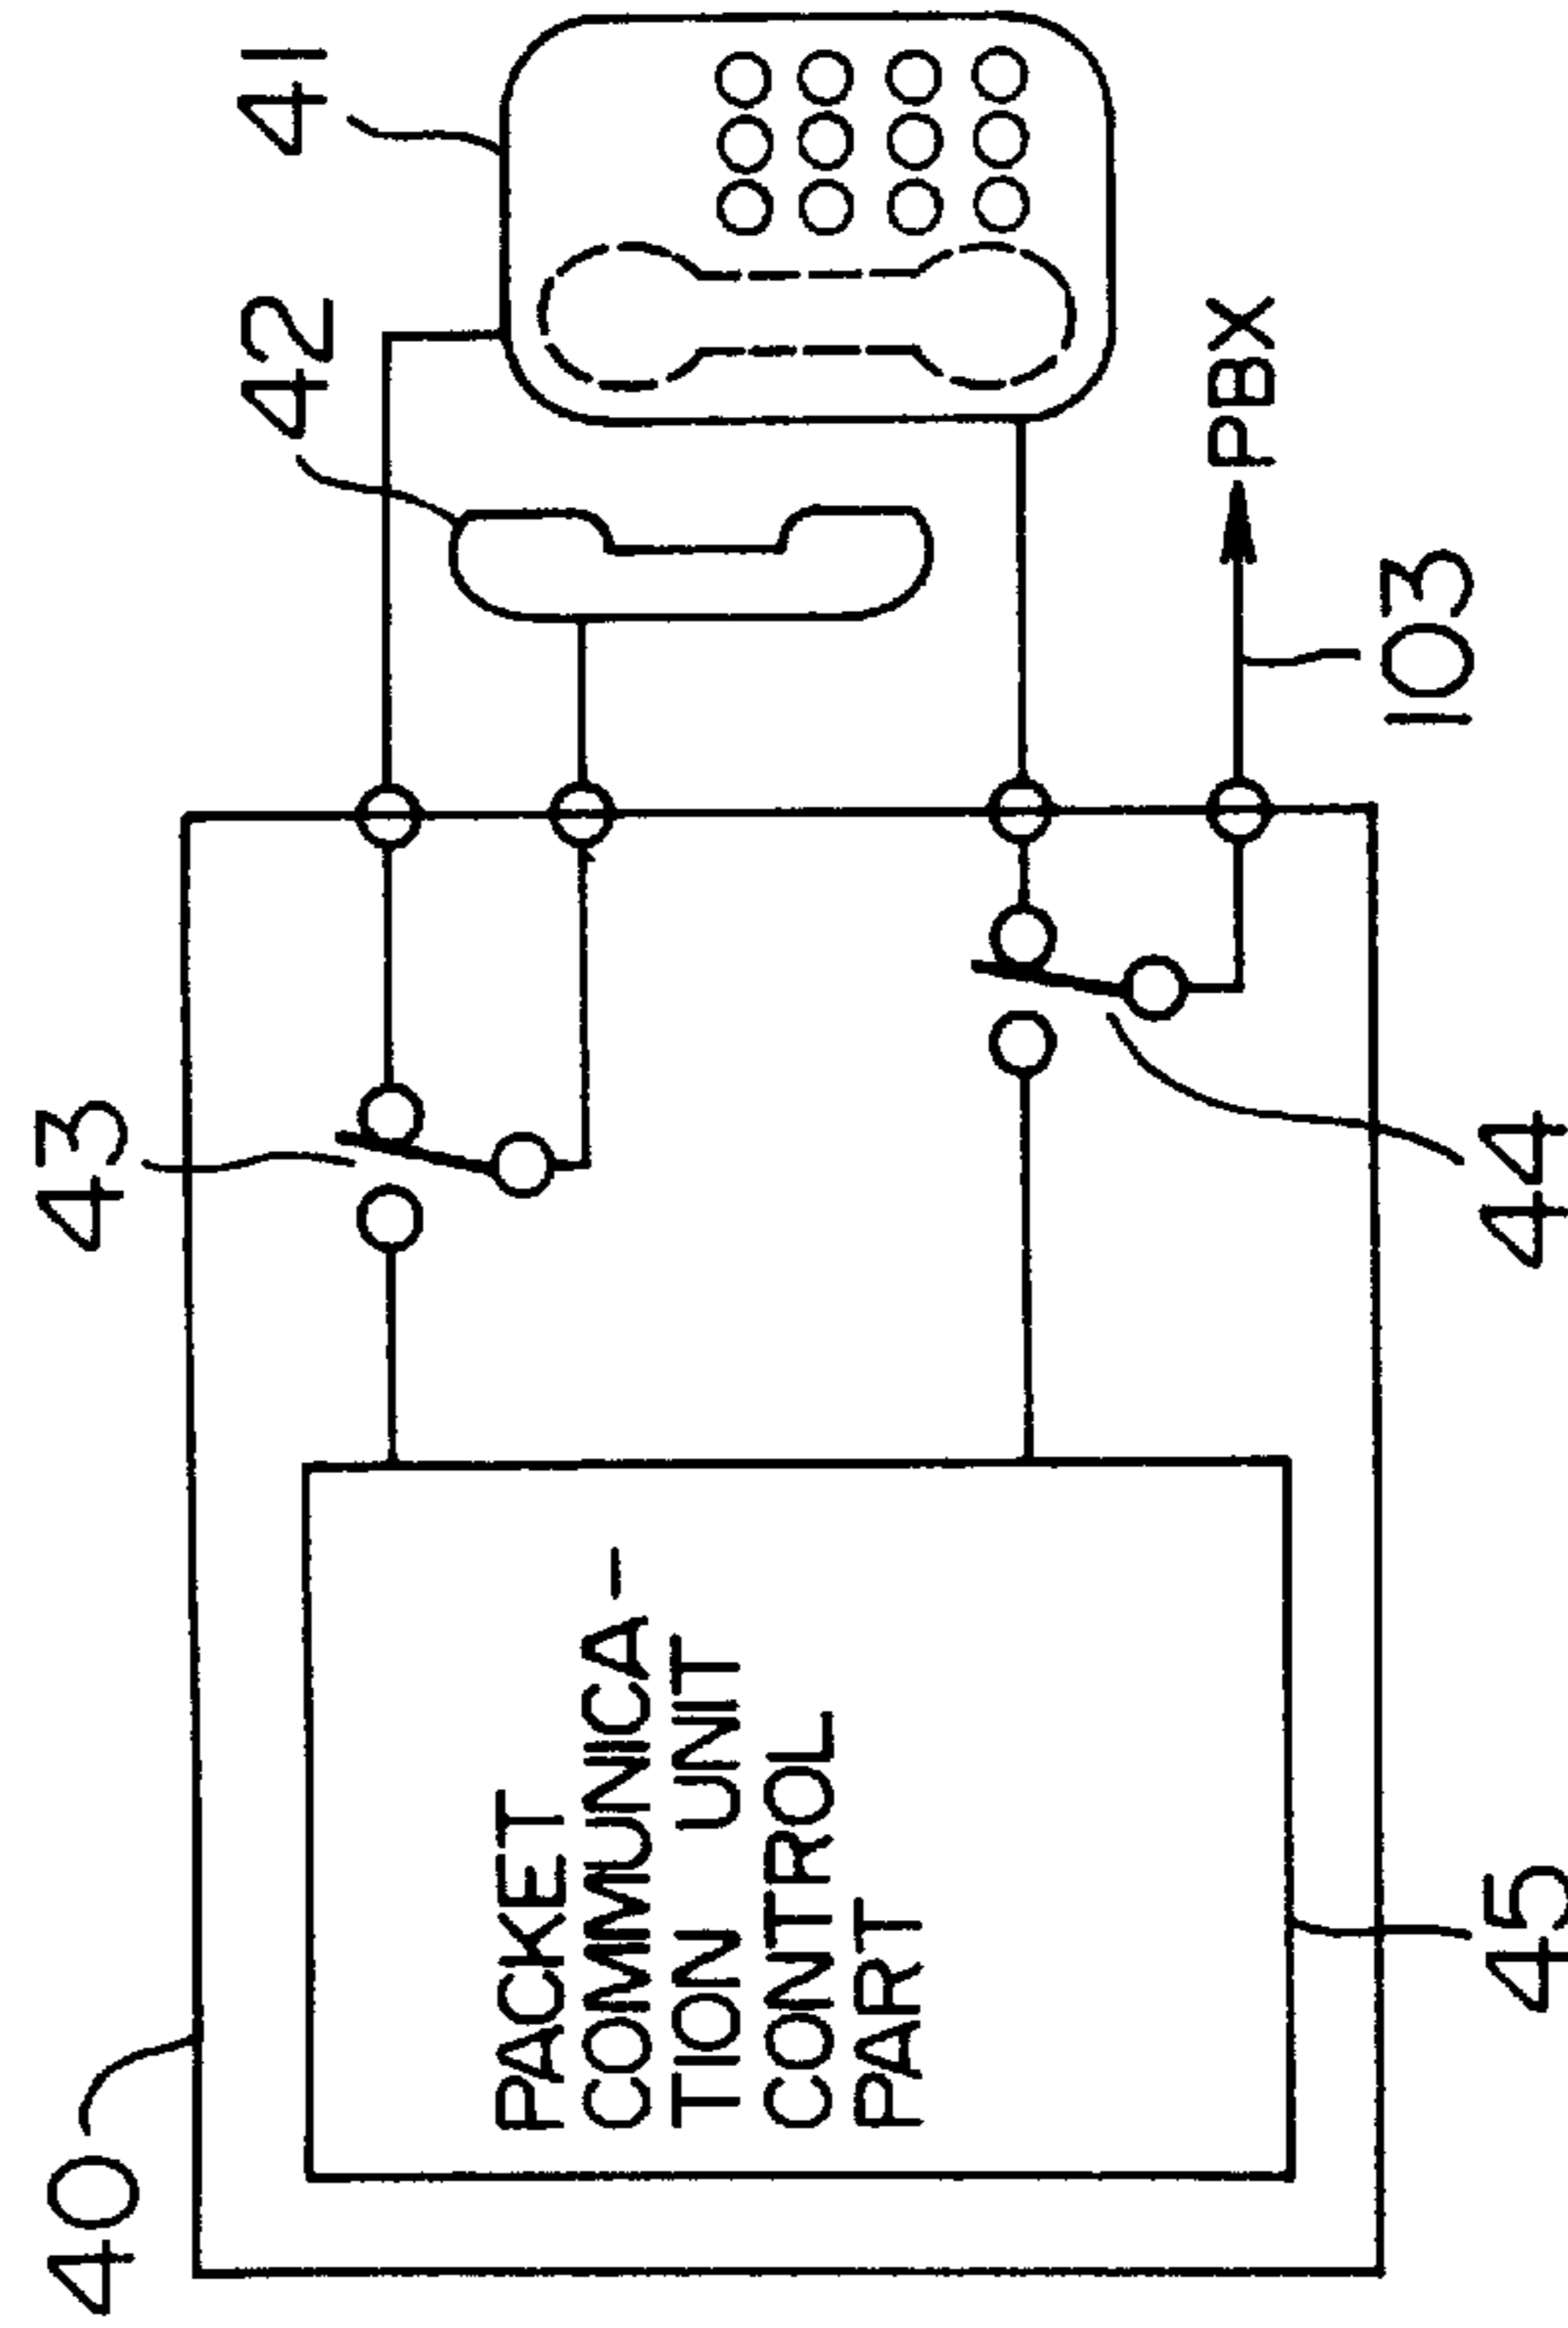 40
43
42
41
PACKET
COMMUNICA-
TION UNIT
CONTROL
PART
PBX
103
45
44